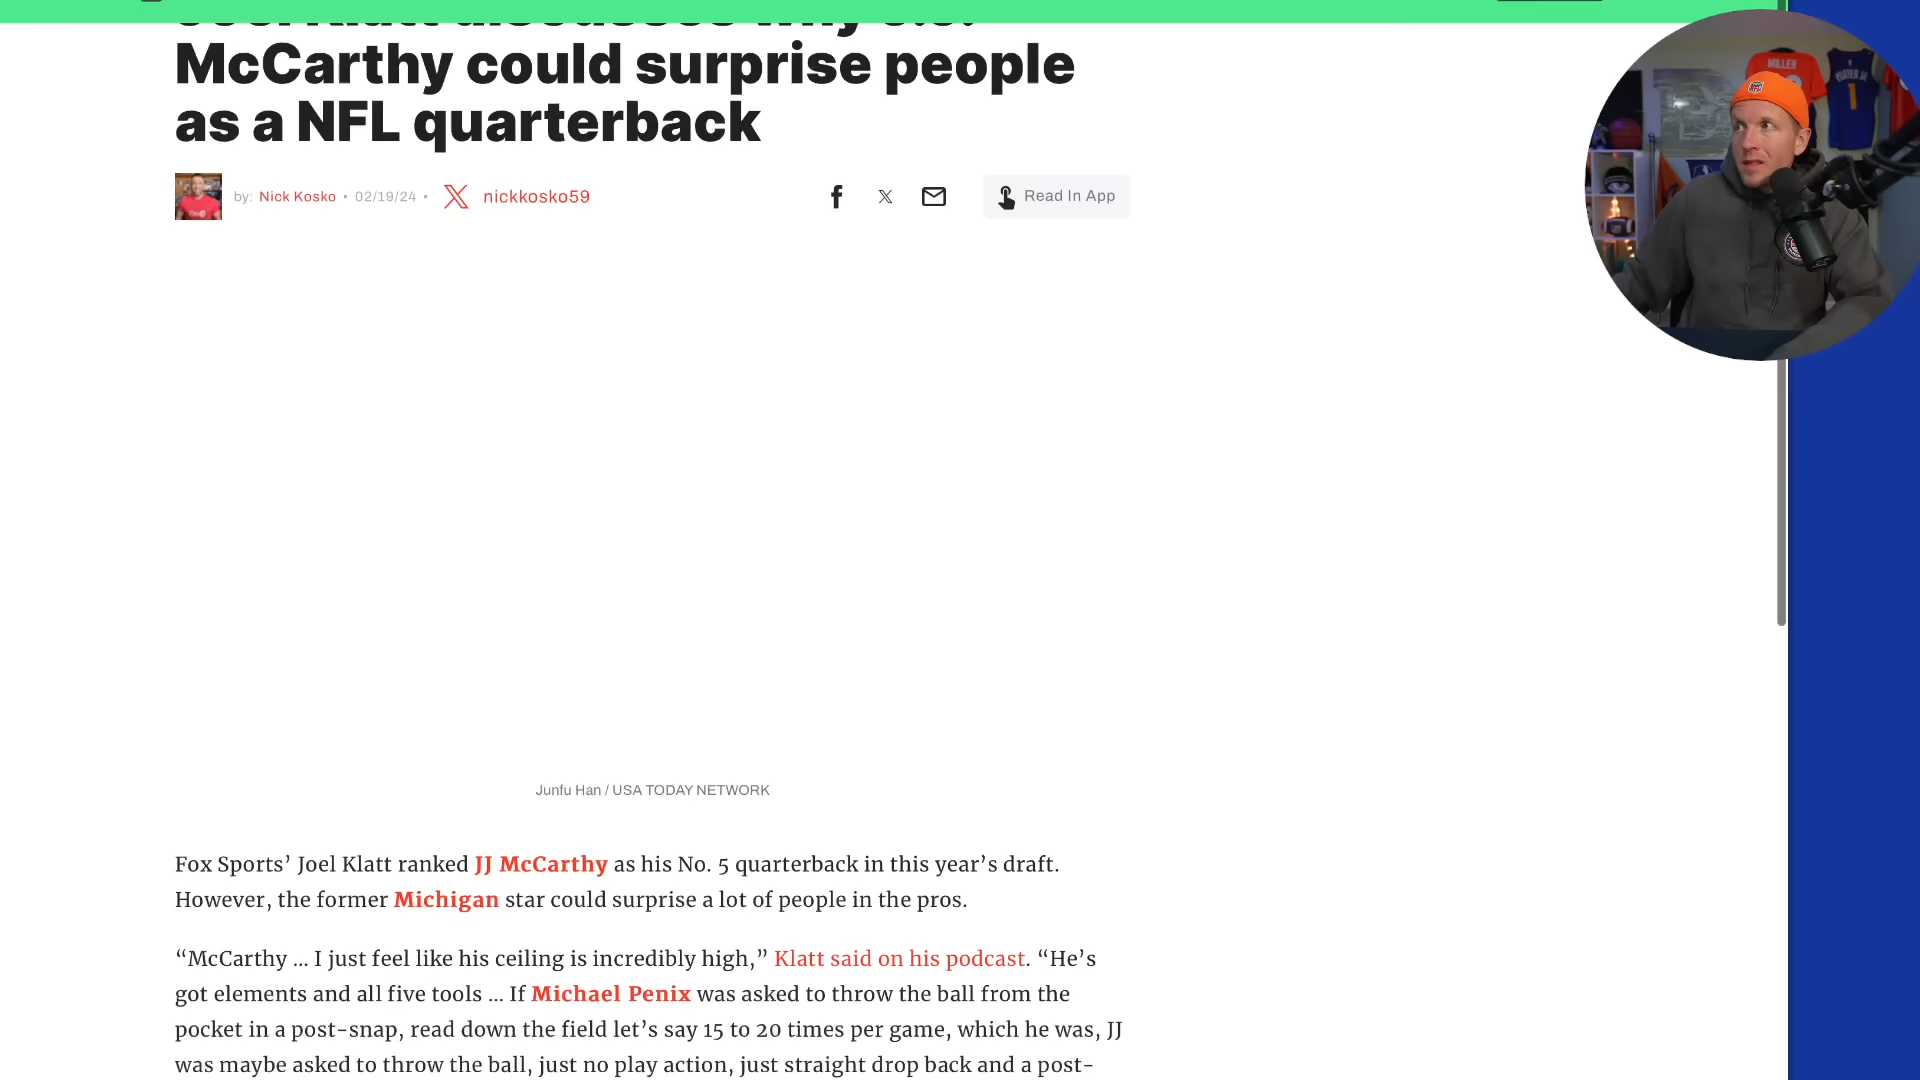 Joel Klatt discusses why J.J.
McCarthy could surprise people
as a NFL quarterback
by: Nick Kosko • 02/19/24 • nickkosko59
Read In App
MILLER
1
Junfu Han / USA TODAY NETWORK
Fox Sports’ Joel Klatt ranked JJ McCarthy as his No. 5 quarterback in this year’s draft.
However, the former Michigan star could surprise a lot of people in the pros.
“McCarthy … I just feel like his ceiling is incredibly high,” Klatt said on his podcast. “He’s
got elements and all five tools … If Michael Penix was asked to throw the ball from the
pocket in a post-snap, read down the field let’s say 15 to 20 times per game, which he was, JJ
was maybe asked to throw the ball, just no play action, just straight drop back and a post-